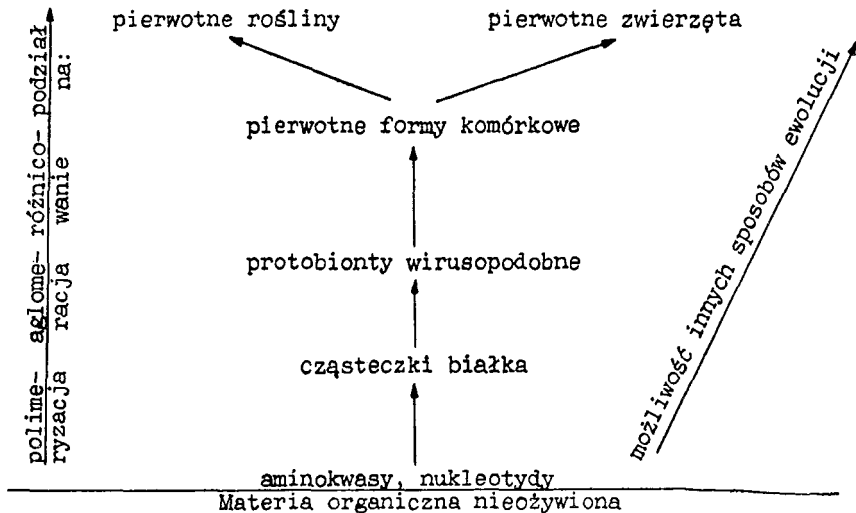 pierwotne rośliny
pierwotne zwierzęta
pierwotne formy komórkowe
protobionty wirusopodobne
cząsteczki białka
aminokwasy, nukleotydy
Materia organiczna nieożywiona
polime- aglome- różnico- podział
ryzacja racja wanie na:
możliwość innych sposobów ewolucji